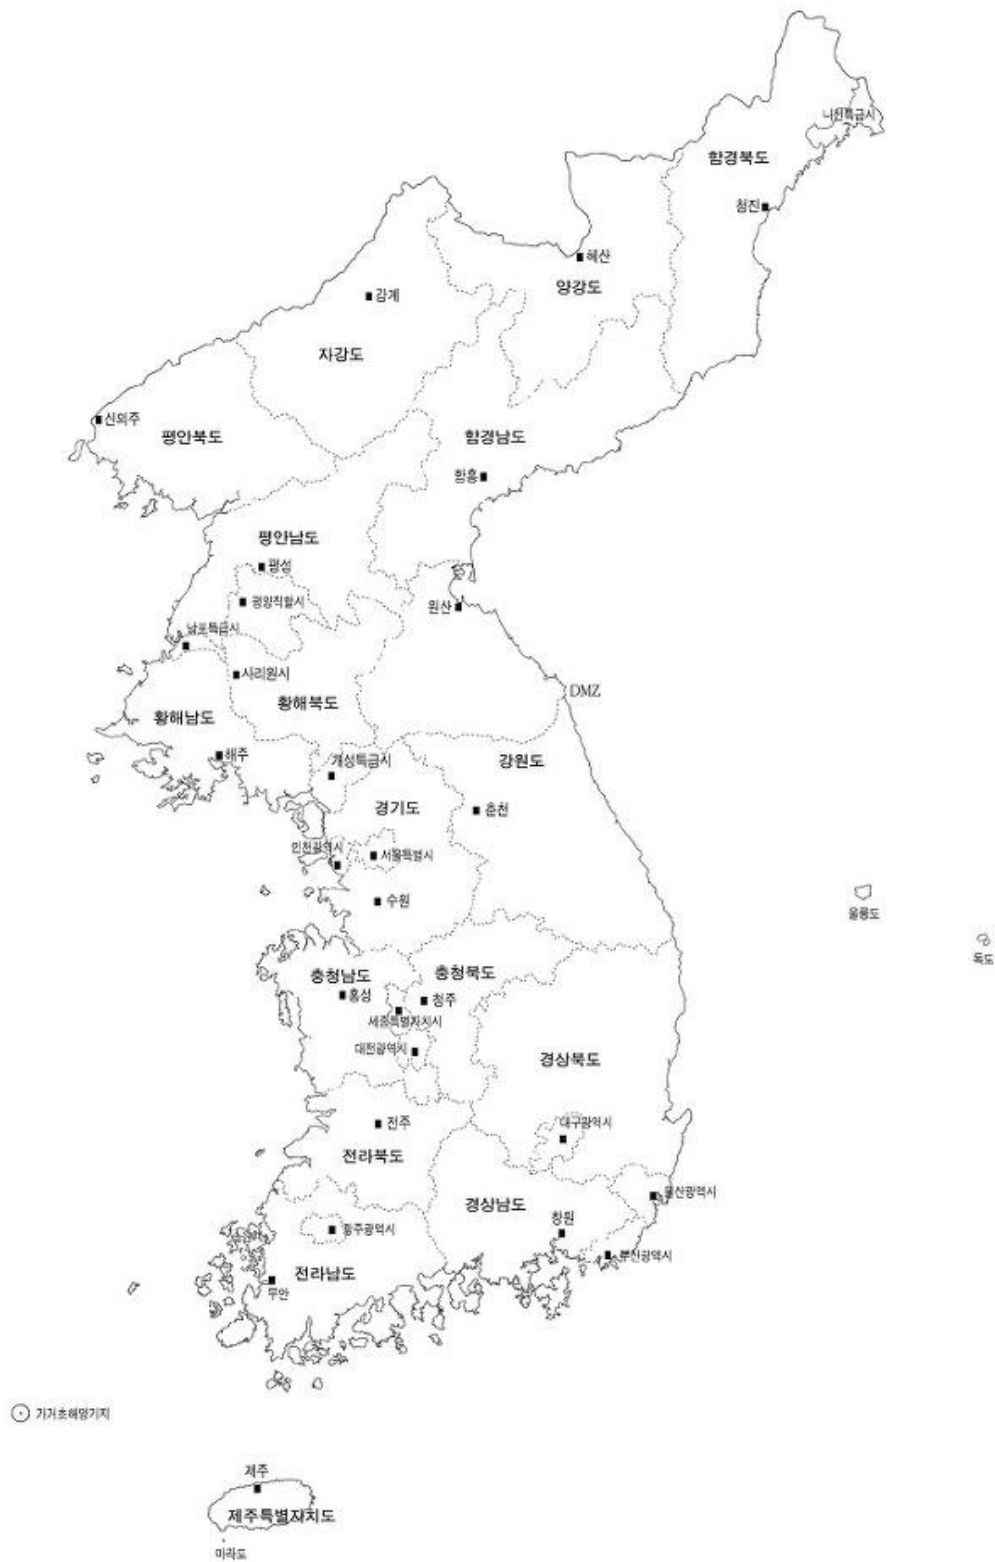 나선특급시
함경북도
청진
혜산
양강도
강계
자강도
신의주
평안북도
함경남도
함흥
평안남도
평성
평양직할시
원산
남포특급시
사리원시
DMZ
황해북도
황해남도
해주
개성특급시
강원도
경기도
춘천
인천광역시
서울특별시
수원
울릉도
독도
충청남도
충청북도
홍성
청주
세종특별자치시
대전광역시
경상북도
전주
대구광역시
전라북도
울산광역시
경상남도
창원
광주광역시
부산광역시
전라남도
무안
가거초해양기지
제주
제주특별자치도
마라도